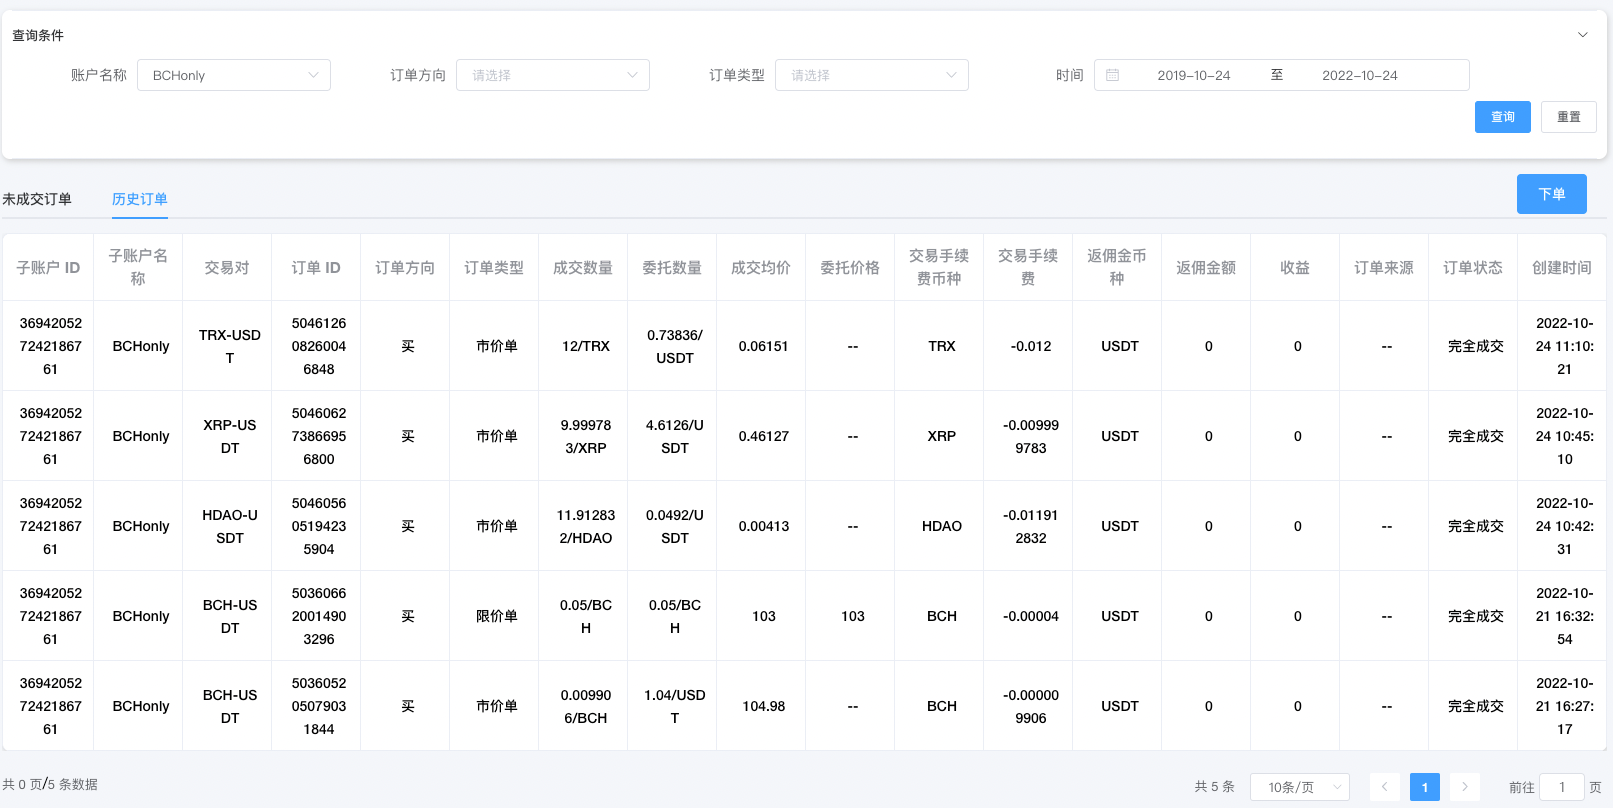 查询条件
账户名称 BCHonly 订单方向 请选择 订单类型 请选择 时间 2019-10-24 至 2022-10-24
查询 重置
未成交订单 历史订单 下单
子账户 ID 子账户名称 交易对 订单 ID 订单方向 订单类型 成交数量 委托数量 成交均价 委托价格 交易手续费币种 交易手续费 返佣金币种 返佣金额 收益 订单来源 订单状态 创建时间
369420527242186761 BCHonly TRX-USDT 504612608260046848 买 市价单 12/TRX 0.73836/USDT 0.06151 -- TRX -0.012 USDT 0 0 -- 完全成交 2022-10-24 11:10:21
369420527242186761 BCHonly XRP-USDT 504606273866956800 买 市价单 9.999783/XRP 4.6126/USDT 0.46127 -- XRP -0.009999783 USDT 0 0 -- 完全成交 2022-10-24 10:45:10
369420527242186761 BCHonly HDAO-USDT 504605605194235904 买 市价单 11.912832/HDAO 0.0492/USDT 0.00413 -- HDAO -0.011912832 USDT 0 0 -- 完全成交 2022-10-24 10:42:31
369420527242186761 BCHonly BCH-USDT 503606620014903296 买 限价单 0.05/BCH 0.05/BCH 103 103 BCH -0.00004 USDT 0 0 -- 完全成交 2022-10-21 16:32:54
369420527242186761 BCHonly BCH-USDT 503605205079031844 买 市价单 0.009906/BCH 1.04/USDT 104.98 -- BCH -0.000009906 USDT 0 0 -- 完全成交 2022-10-21 16:27:17
共 0 页/5 条数据 共 5 条 10条/页 1 前往 1 页